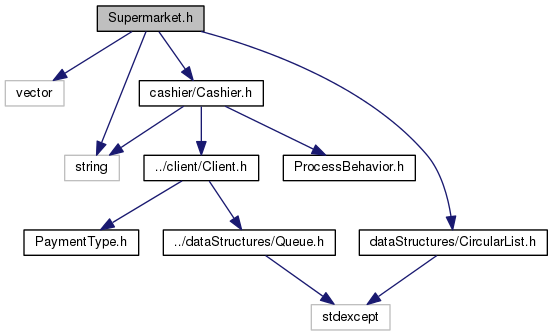 Supermarket.h
vector
cashier/Cashier.h
string
../client/Client.h
ProcessBehavior.h
PaymentType.h
../dataStructures/Queue.h
dataStructures/CircularList.h
stdexcept